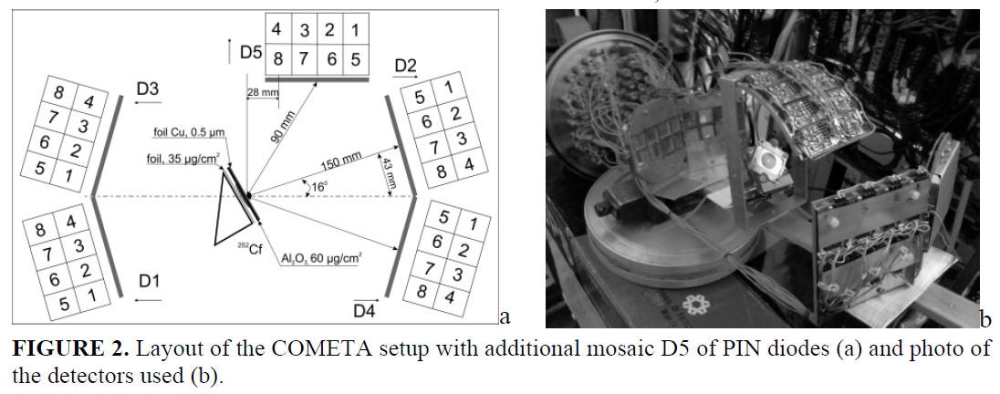 4 3 2 1
D5 8 7 6 5
D3
D2
8 4
7 3
6 2
5 1
5 1
6 2
7 3
8 4
28 mm
90 mm
foil Cu, 0.5 µm
foil, 35 µg/cm²
150 mm
43 mm
16°
8 4
7 3
6 2
5 1
5 1
6 2
7 3
8 4
²⁵²Cf
Al₂O₃ 60 µg/cm²
D1
D4
a
b
FIGURE 2. Layout of the COMETA setup with additional mosaic D5 of PIN diodes (a) and photo of
the detectors used (b).